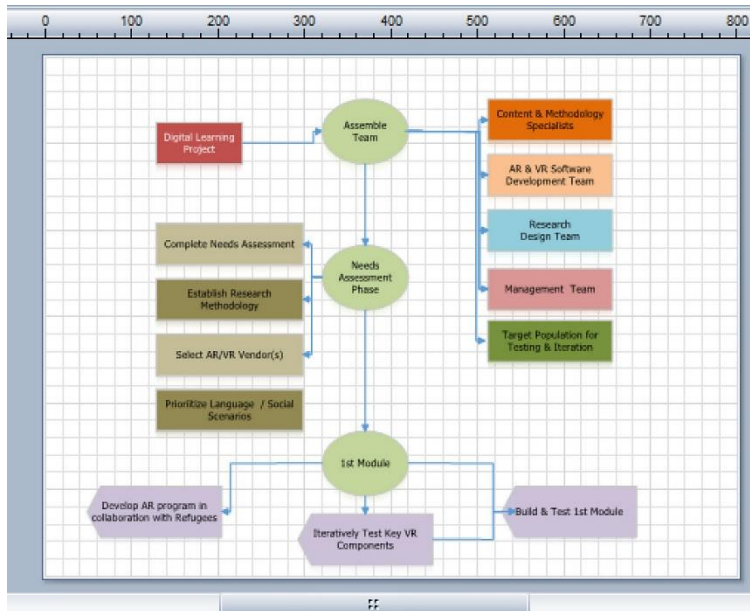 0 100 200 300 400 500 600 700 800
Digital Learning
Project
Assemble
Team
Content & Methodology
Specialists
AR & VR Software
Development Team
Research
Design Team
Management Team
Target Population for
Testing & Iteration
Complete Needs Assessment
Establish Research
Methodology
Select AR/VR Vendor(s)
Prioritize Language / Social
Scenarios
Needs
Assessment
Phase
1st Module
Develop AR program in
collaboration with Refugees
Iteratively Test Key VR
Components
Build & Test 1st Module